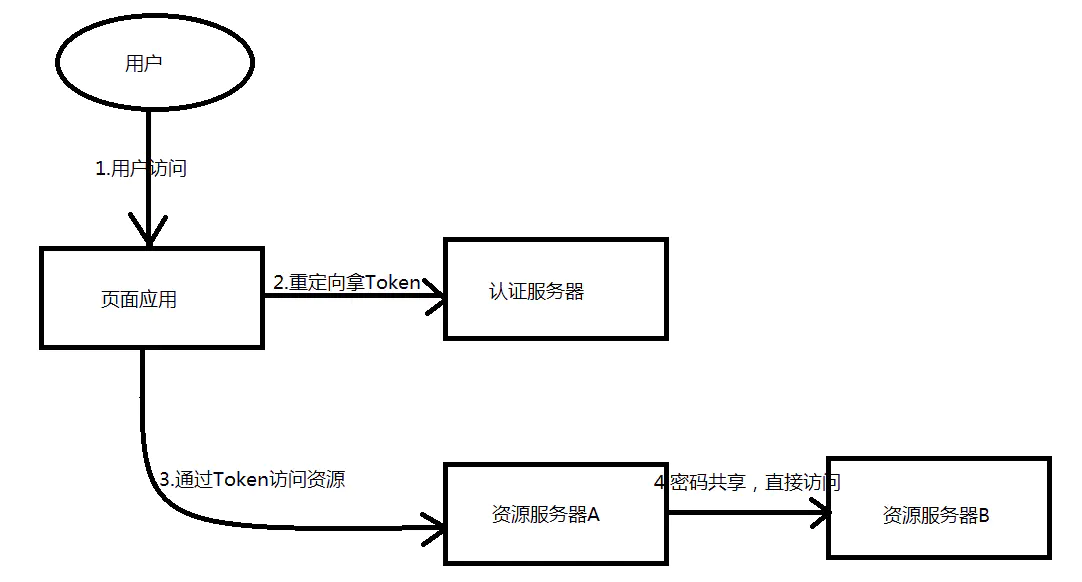 用户
1.用户访问
页面应用
2.重定向拿Token
认证服务器
3.通过Token访问资源
资源服务器A
4.密码共享，直接访问
资源服务器B